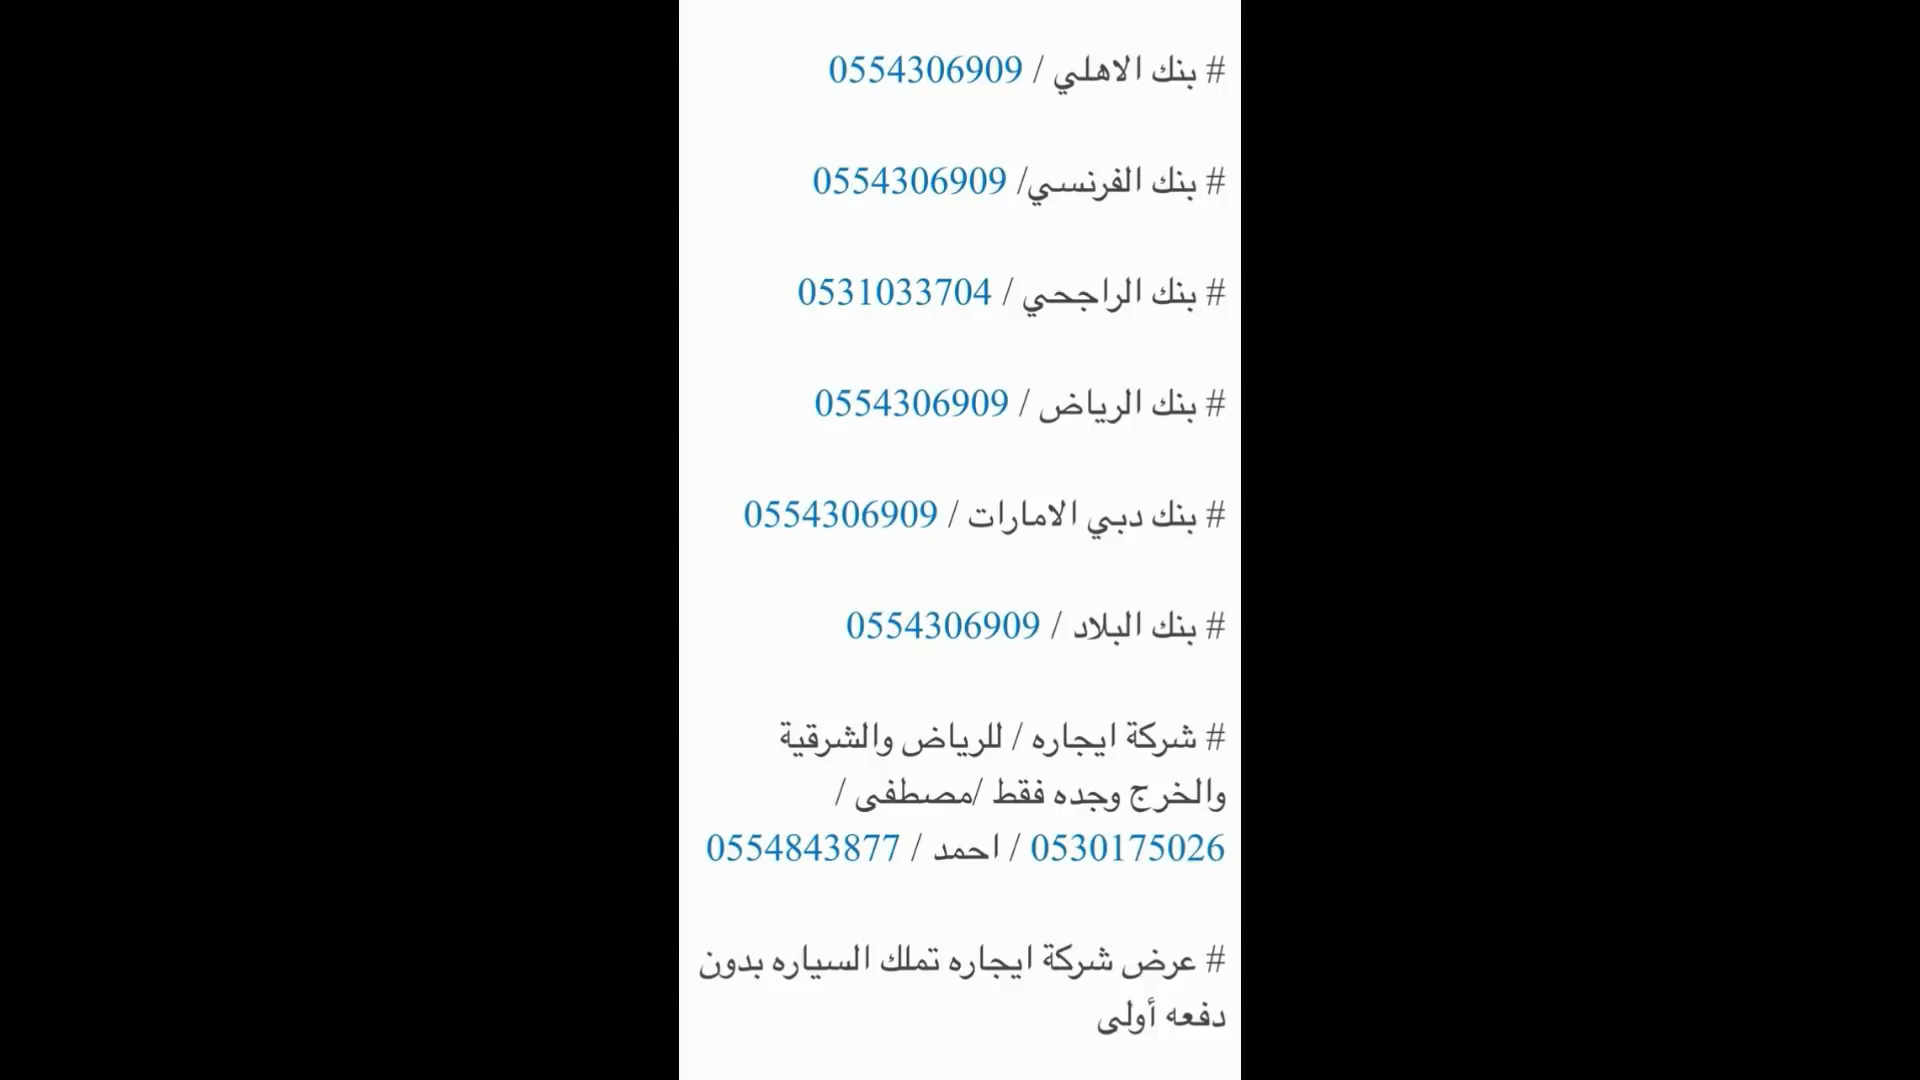 # بنك الاهلي / 0554306909
# بنك الفرنسي/ 0554306909
# بنك الراجحي / 0531033704
# بنك الرياض / 0554306909
# بنك دبي الامارات / 0554306909
# بنك البلاد / 0554306909
# شركة ايجاره / للرياض والشرقية
والخرج وجده فقط /مصطفى /
0530175026 / احمد / 0554843877
# عرض شركة ايجاره تملك السياره بدون
دفعه أولى